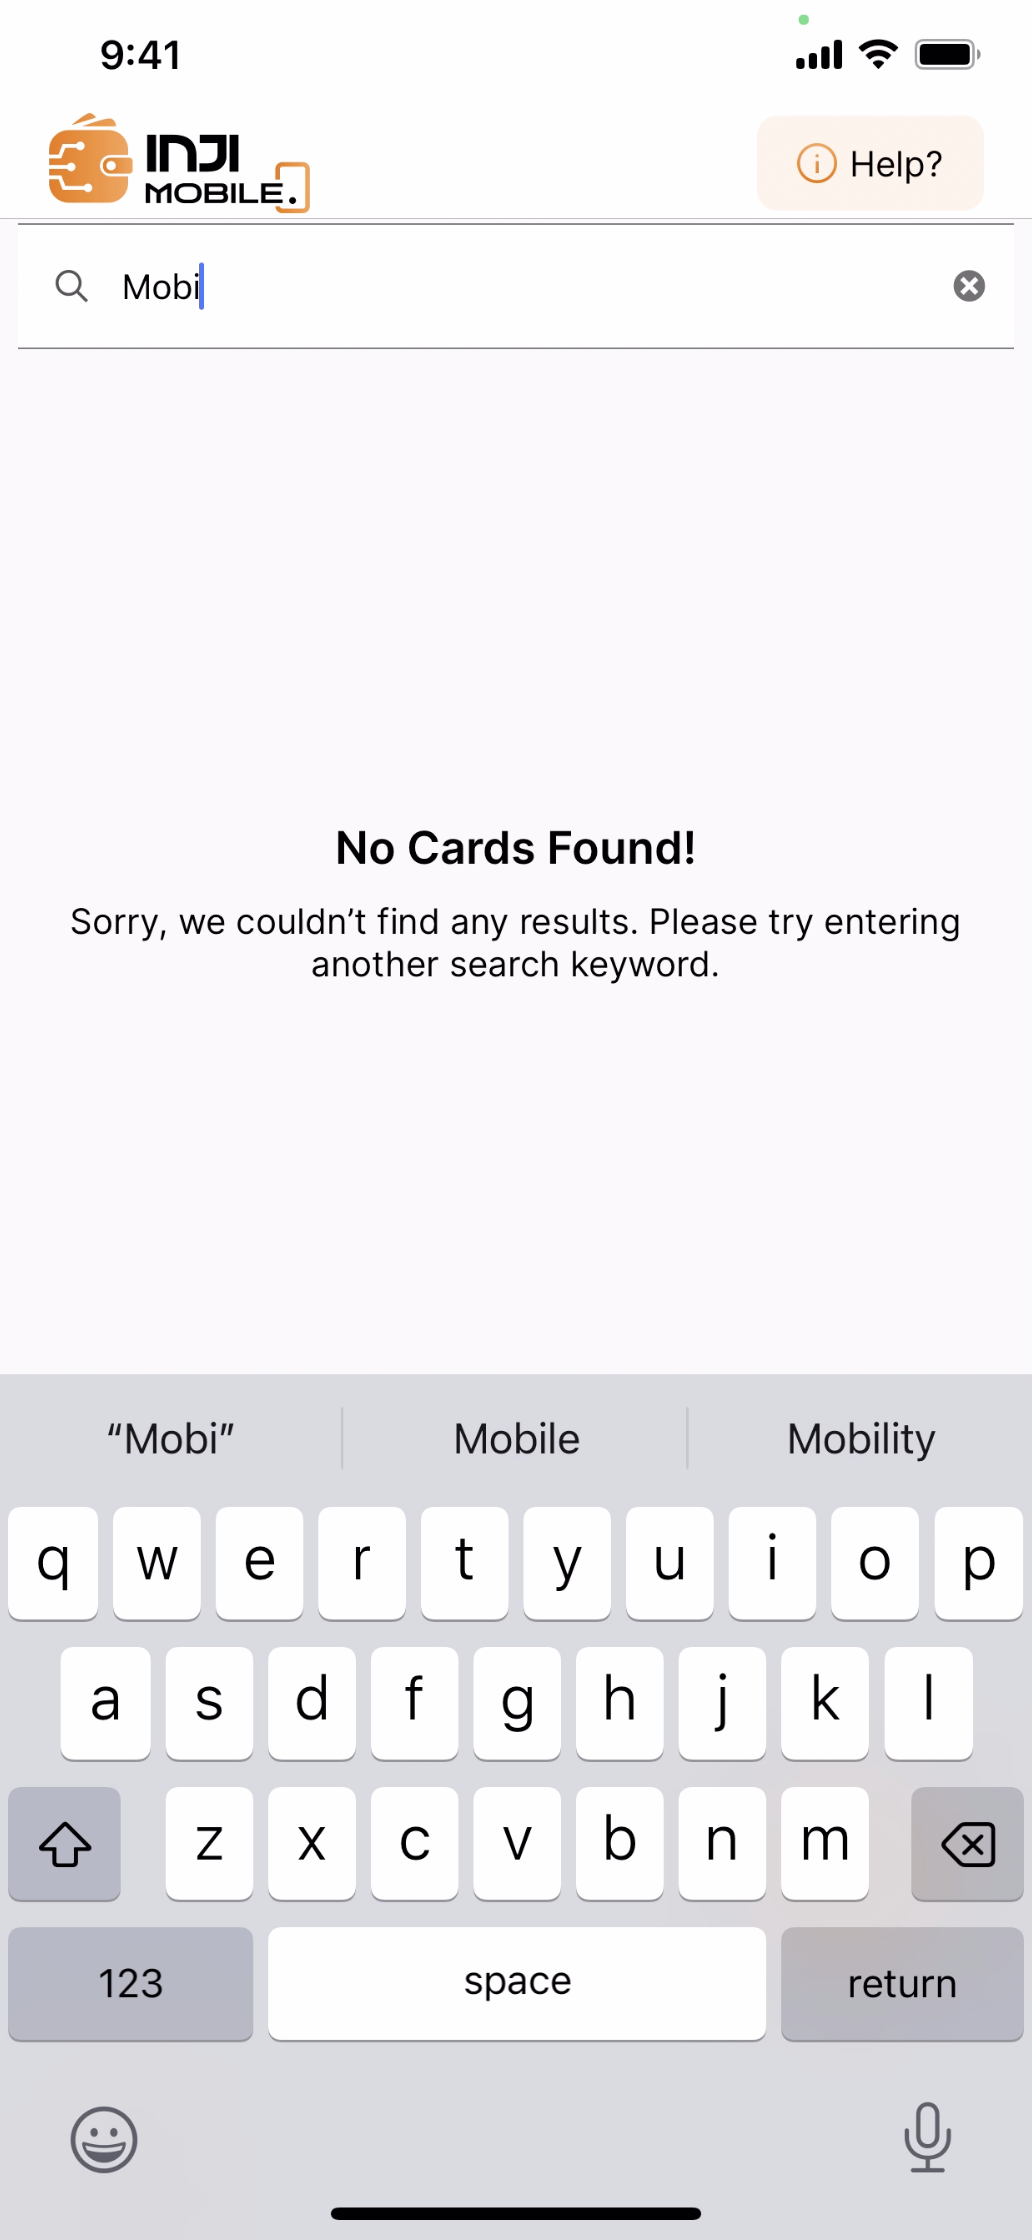 9:41
INJI
MOBILE.
Help?
Mobi
No Cards Found!
Sorry, we couldn’t find any results. Please try entering
another search keyword.
“Mobi” Mobile Mobility
q w e r t y u i o p
a s d f g h j k l
z x c v b n m
123 space return